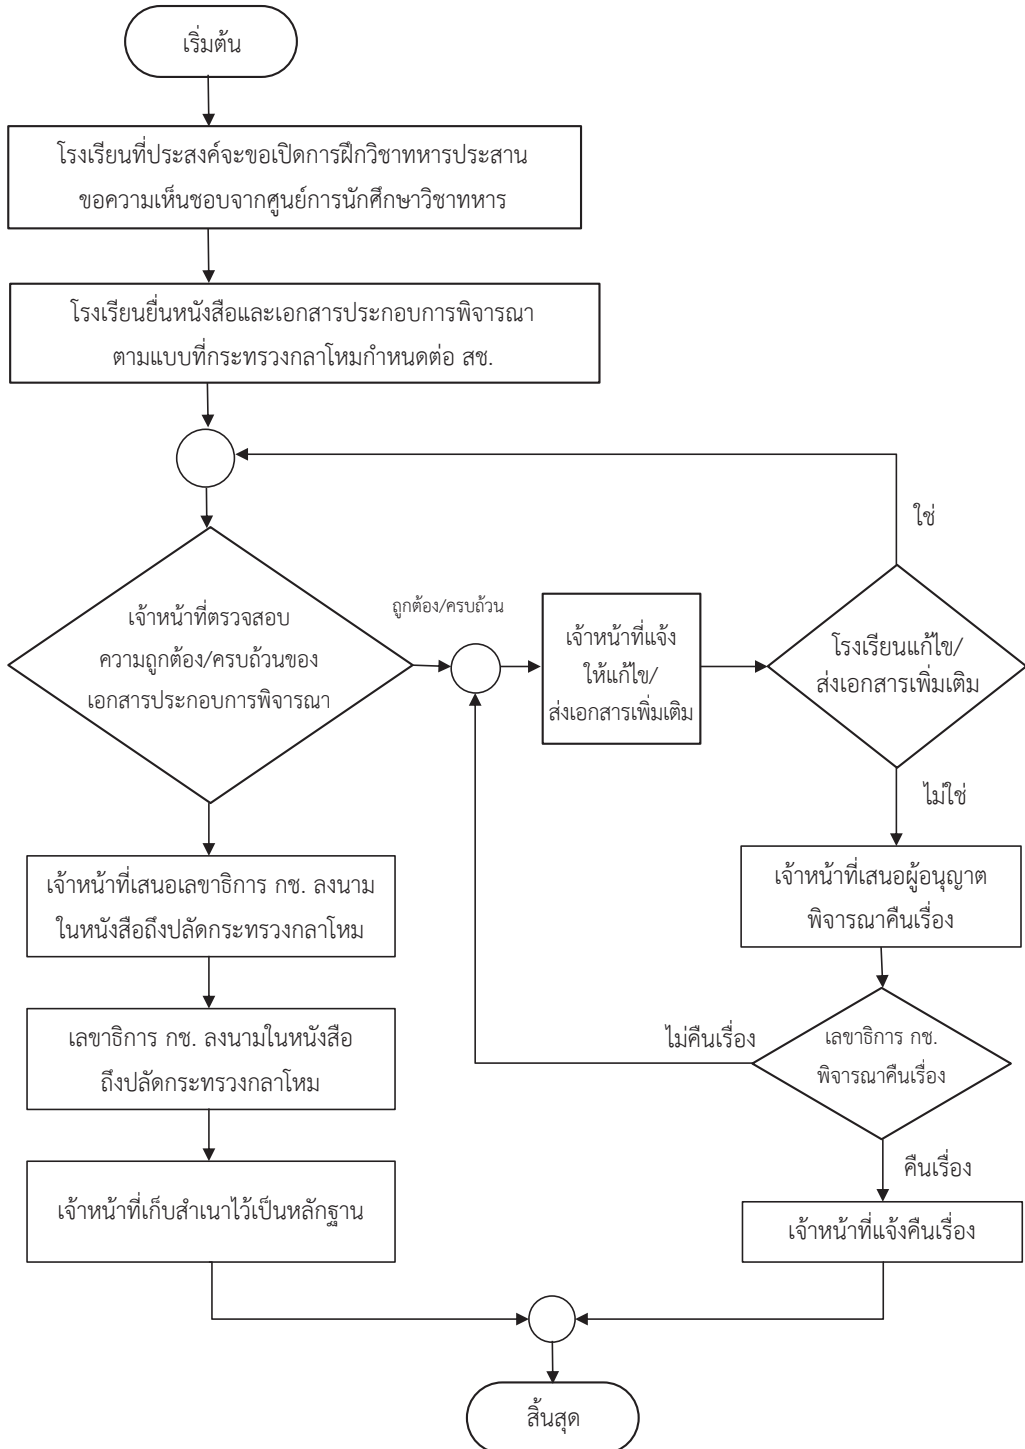 เริ่มต้น
โรงเรียนที่ประสงค์จะขอเปิดการฝึกวิชาทหารประสาน
ขอความเห็นชอบจากศูนย์การนักศึกษาวิชาทหาร
โรงเรียนยื่นหนังสือและเอกสารประกอบการพิจารณา
ตามแบบที่กระทรวงกลาโหมกำหนดต่อ สช.
ใช่
เจ้าหน้าที่ตรวจสอบ
ความถูกต้อง/ครบถ้วนของ
เอกสารประกอบการพิจารณา
ถูกต้อง/ครบถ้วน
เจ้าหน้าที่แจ้ง
ให้แก้ไข/
ส่งเอกสารเพิ่มเติม
โรงเรียนแก้ไข/
ส่งเอกสารเพิ่มเติม
ไม่ใช่
เจ้าหน้าที่เสนอเลขาธิการ กช. ลงนาม
ในหนังสือถึงปลัดกระทรวงกลาโหม
เจ้าหน้าที่เสนอผู้อนุญาต
พิจารณาคืนเรื่อง
เลขาธิการ กช. ลงนามในหนังสือ
ถึงปลัดกระทรวงกลาโหม
ไม่คืนเรื่อง
เลขาธิการ กช.
พิจารณาคืนเรื่อง
คืนเรื่อง
เจ้าหน้าที่เก็บสำเนาไว้เป็นหลักฐาน
เจ้าหน้าที่แจ้งคืนเรื่อง
สิ้นสุด